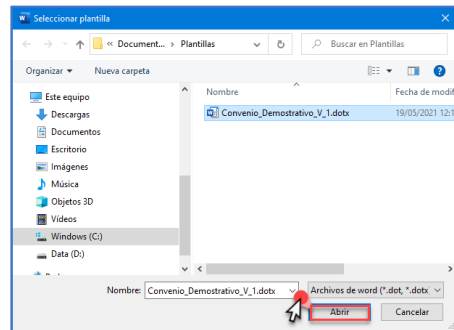 Seleccionar plantilla
« Document... > Plantillas
Buscar en Plantillas
Organizar
Nueva carpeta
Nombre
Fecha de modif
Este equipo
Descargas
Documentos
Escritorio
Imágenes
Música
Objetos 3D
Vídeos
Windows (C:)
Data (D:)
Convenio_Demostrativo_V_1.dotx
19/05/2021 12:1
Nombre:
Convenio_Demostrativo_V_1.dotx
Archivos de word (*.dot, *.dotx
Abrir
Cancelar